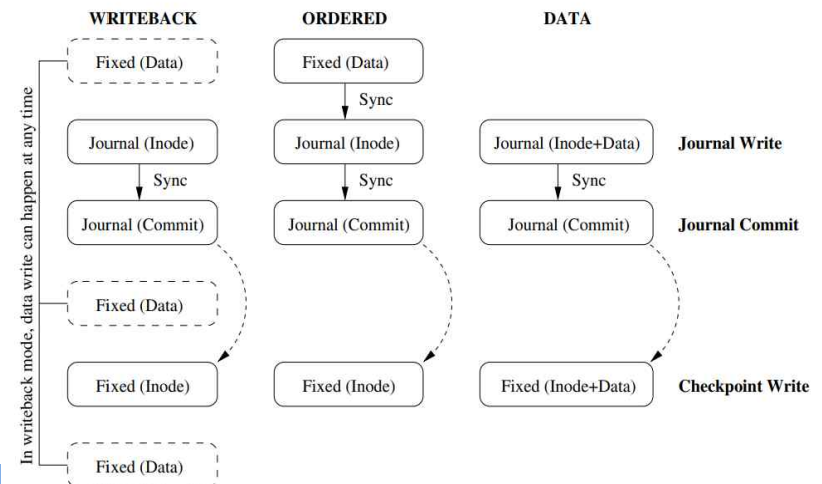 WRITEBACK ORDERED DATA
Fixed (Data) Fixed (Data)
Sync
Journal (Inode) Journal (Inode) Journal (Inode+Data) Journal Write
Sync Sync Sync
Journal (Commit) Journal (Commit) Journal (Commit) Journal Commit
Fixed (Data)
Fixed (Inode) Fixed (Inode) Fixed (Inode+Data) Checkpoint Write
Fixed (Data)
In writeback mode, data write can happen at any time